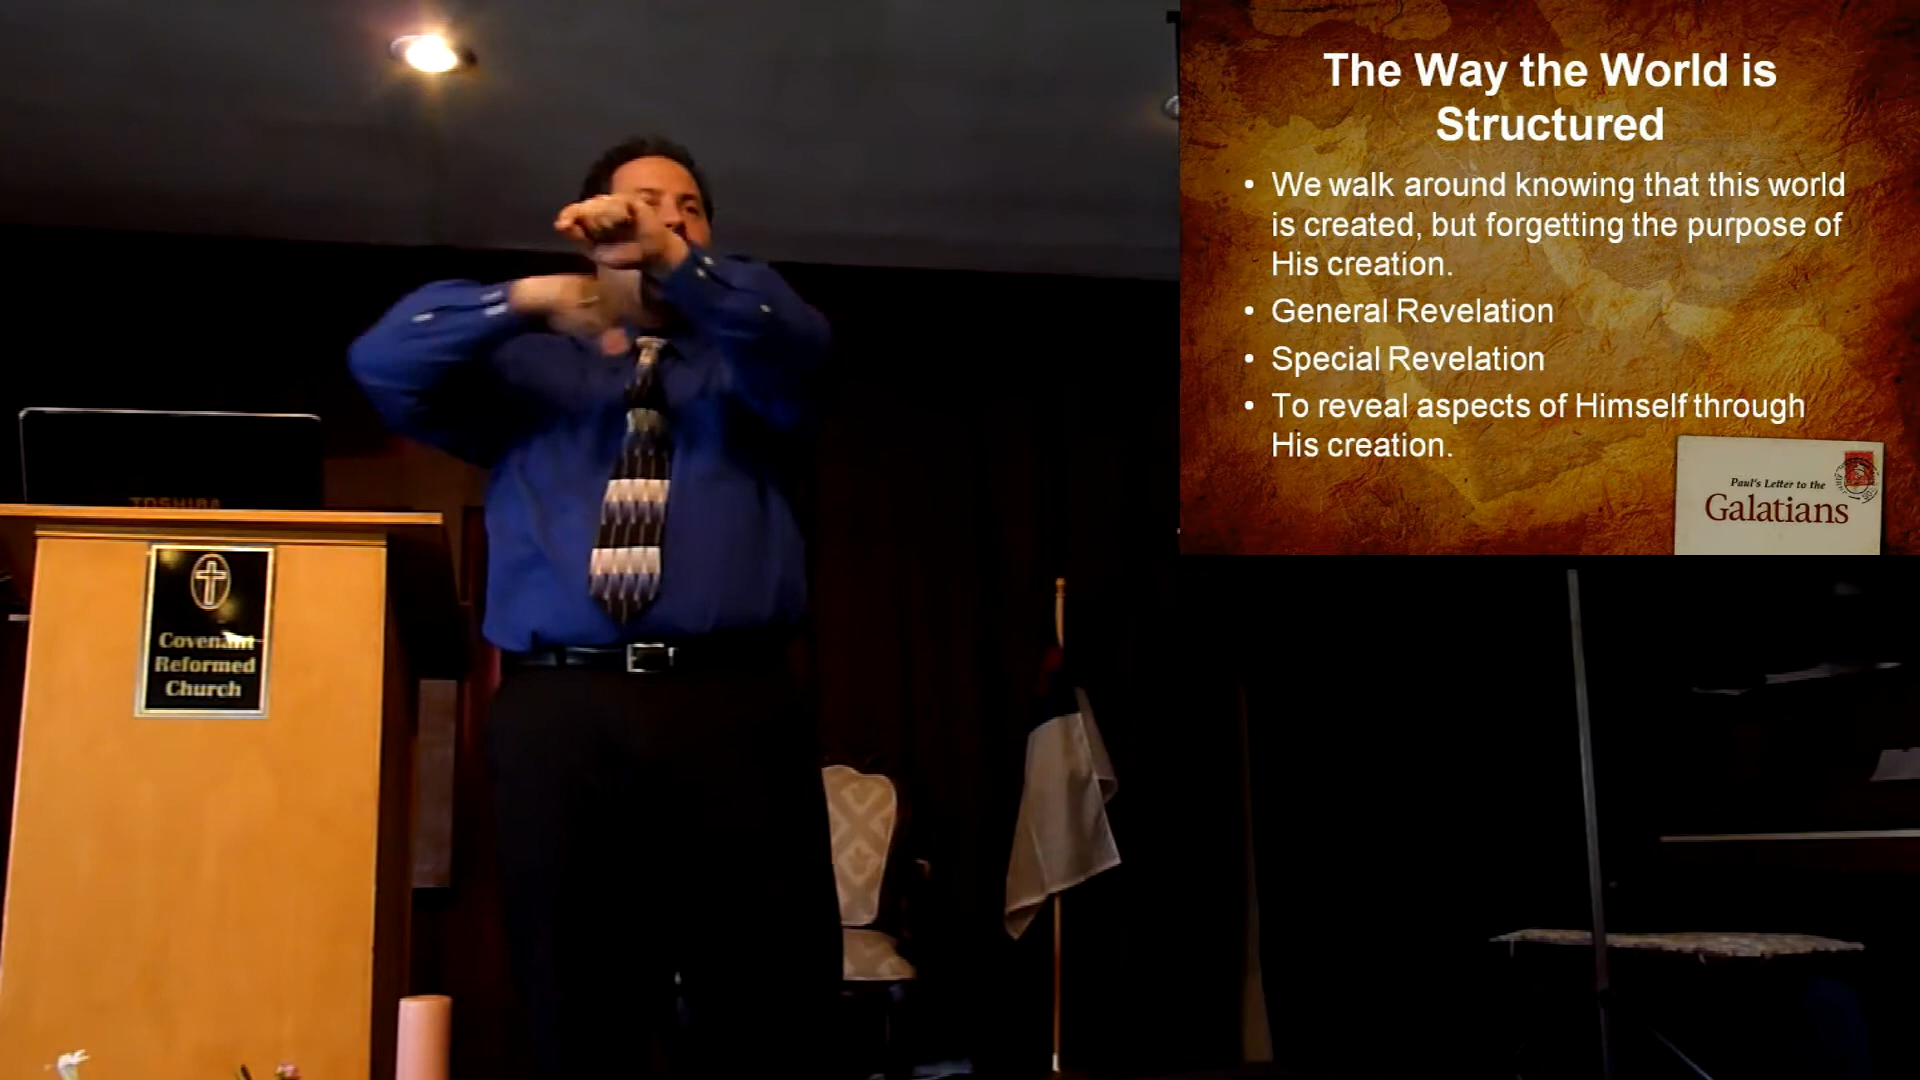 The Way the World is
Structured
• We walk around knowing that this world
is created, but forgetting the purpose of
His creation.
• General Revelation
• Special Revelation
• To reveal aspects of Himself through
His creation.
Paul's Letter to the
Galatians
TOSHIBA
Covenant
Reformed
Church